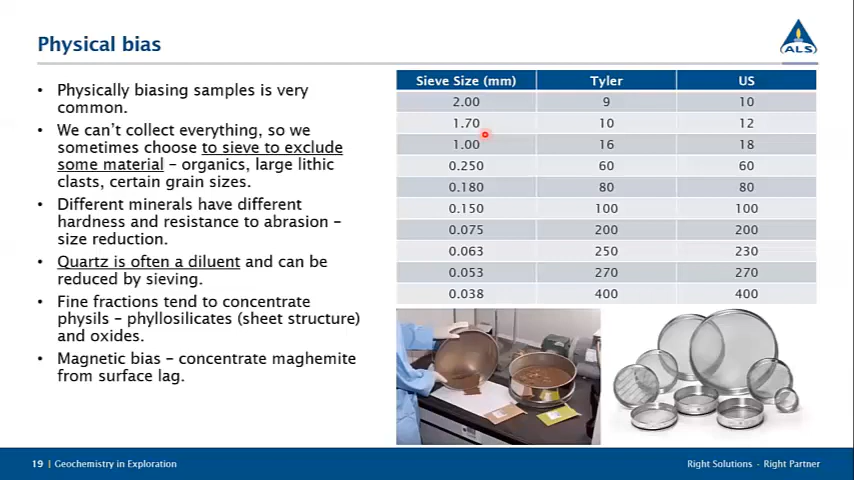 Physical bias
ALS
• Physically biasing samples is very
common.
• We can't collect everything, so we
sometimes choose to sieve to exclude
some material – organics, large lithic
clasts, certain grain sizes.
• Different minerals have different
hardness and resistance to abrasion –
size reduction.
• Quartz is often a diluent and can be
reduced by sieving.
• Fine fractions tend to concentrate
physils – phyllosilicates (sheet structure)
and oxides.
• Magnetic bias – concentrate maghemite
from surface lag.
Sieve Size (mm) Tyler US
2.00 9 10
1.70 10 12
1.00 16 18
0.250 60 60
0.180 80 80
0.150 100 100
0.075 200 200
0.063 250 230
0.053 270 270
0.038 400 400
19 | Geochemistry in Exploration
Right Solutions · Right Partner